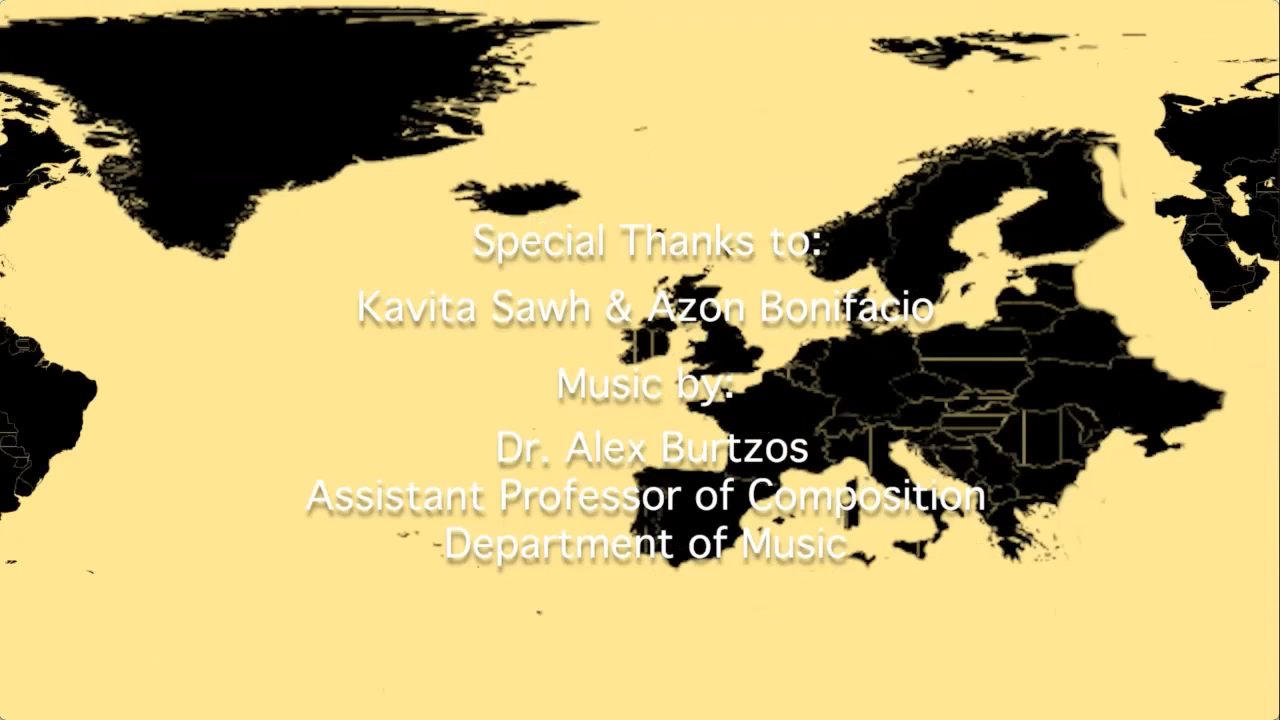 Special Thanks to:
Kavita Sawh & Azon Bonifacio
Music by:
Dr. Alex Burtzos
Assistant Professor of Composition
Department of Music